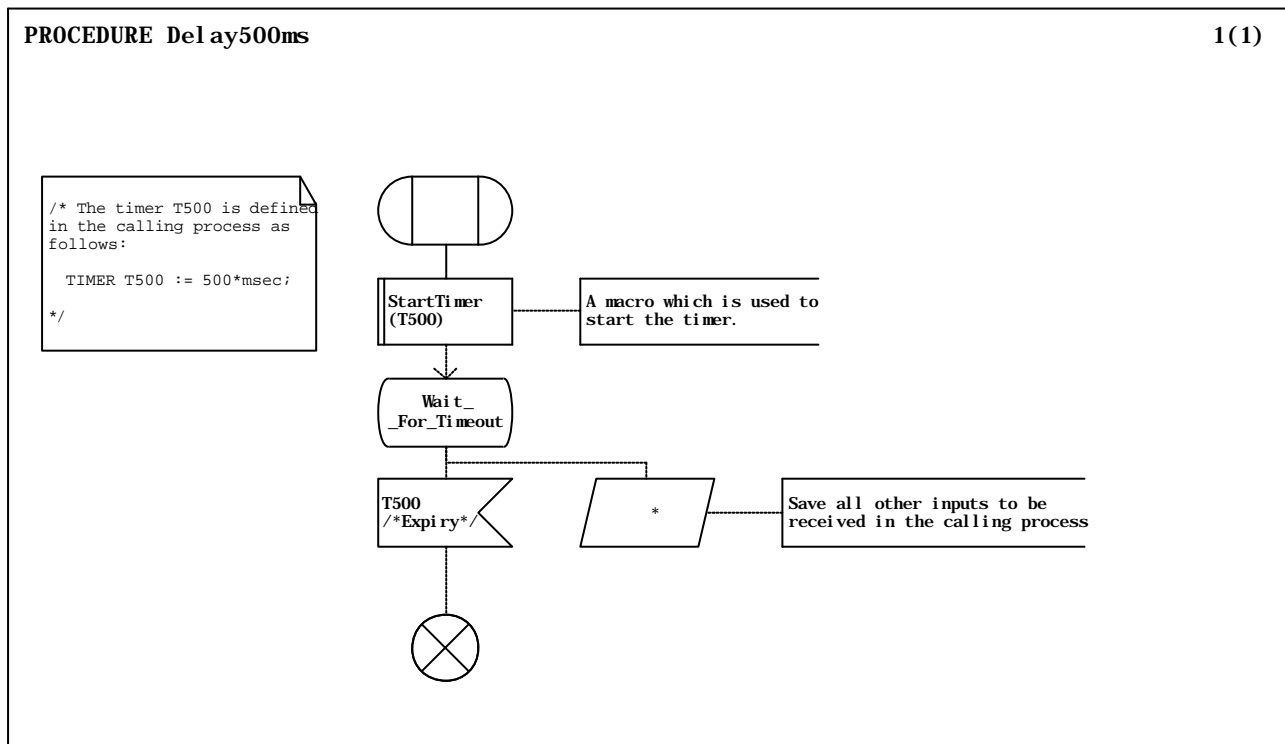 PROCEDURE Delay500ms
1(1)
/* The timer T500 is defined
in the calling process as
follows:
TIMER T500 := 500*msec;
*/
StartTimer
(T500)
A macro which is used to
start the timer.
Wait_
_For_Timeout
T500
/*Expiry*/
*
Save all other inputs to be
received in the calling process